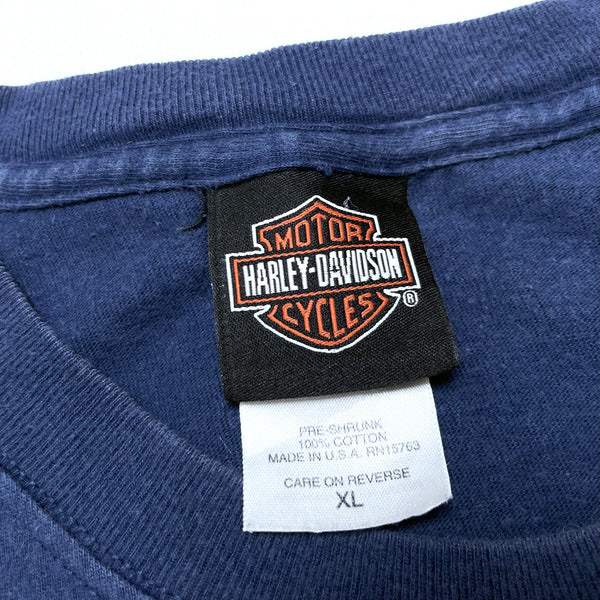 MOTOR
HARLEY-DAVIDSON
CYCLES ®
PRE-SHRUNK
100% COTTON
MADE IN U.S.A. RN15763
CARE ON REVERSE
XL